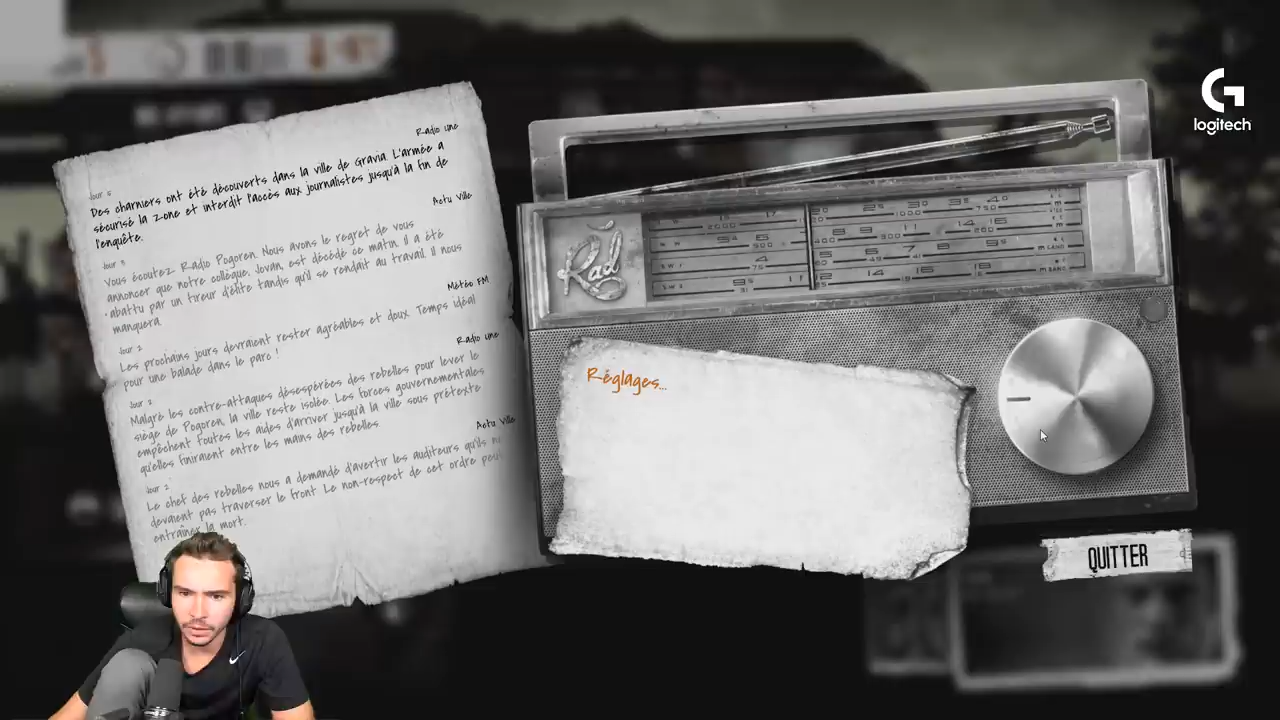 Radio une
Jour 5
Des charniers ont été découverts dans la ville de Gravia. L'armée a
sécurisé la zone et interdit l'accès aux journalistes jusqu'à la fin de
l'enquête.
Actu Ville
Jour 3
Vous écoutez Radio Pogoren. Nous avons le regret de vous
annoncer que notre collègue, Jovan, est décédé ce matin. Il a été
abattu par un tireur d'élite tandis qu'il se rendait au travail. Il nous
manquera.
Météo FM
Jour 2
Les prochains jours devraient rester agréables et doux. Temps idéal
pour une balade dans le parc !
Radio une
Jour 2
Malgré les contre-attaques désespérées des rebelles pour lever le
siège de Pogoren, la ville reste isolée. Les forces gouvernementales
empêchent toutes les aides d'arriver jusqu'à la ville sous prétexte
qu'elles finiraient entre les mains des rebelles.
Actu Ville
Jour 2
Le chef des rebelles nous a demandé d'avertir les auditeurs qu'ils ne
devaient pas traverser le front. Le non-respect de cet ordre peut
entraîner la mort.
Rad
Réglages...
QUITTER
logitech